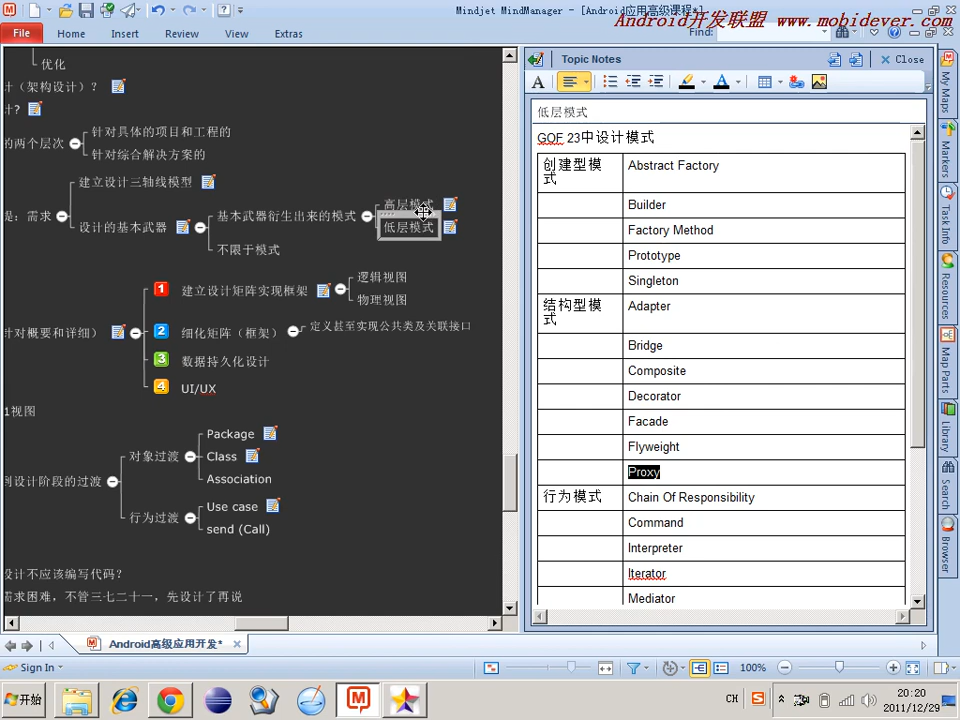 Mindjet MindManager - [Android应用高级课程*]
Android开发联盟 www.mobidever.com
File
Home
Insert
Review
View
Extras
Find:
优化
计（架构设计）？
计?
的两个层次
针对具体的项目和工程的
针对综合解决方案的
建立设计三轴线模型
是：需求
设计的基本武器
基本武器衍生出来的模式
高层模式
低层模式
不限于模式
针对概要和详细）
1 建立设计矩阵实现框架
逻辑视图
物理视图
2 细化矩阵（框架）
定义甚至实现公共类及关联接口
3 数据持久化设计
4 UI/UX
1视图
到设计阶段的过渡
对象过渡
Package
Class
Association
行为过渡
Use case
send (Call)
设计不应该编写代码？
需求困难，不管三七二十一，先设计了再说
Topic Notes
Close
低层模式
GOF 23中设计模式
创建型模式 Abstract Factory
Builder
Factory Method
Prototype
Singleton
结构型模式 Adapter
Bridge
Composite
Decorator
Facade
Flyweight
Proxy
行为模式 Chain Of Responsibility
Command
Interpreter
Iterator
Mediator
My Maps
Markers
Task Info
Resources
Map Parts
Library
Search
Browser
Android高级应用开发*
Sign In
100%
开始
CH
20:20
2011/12/29